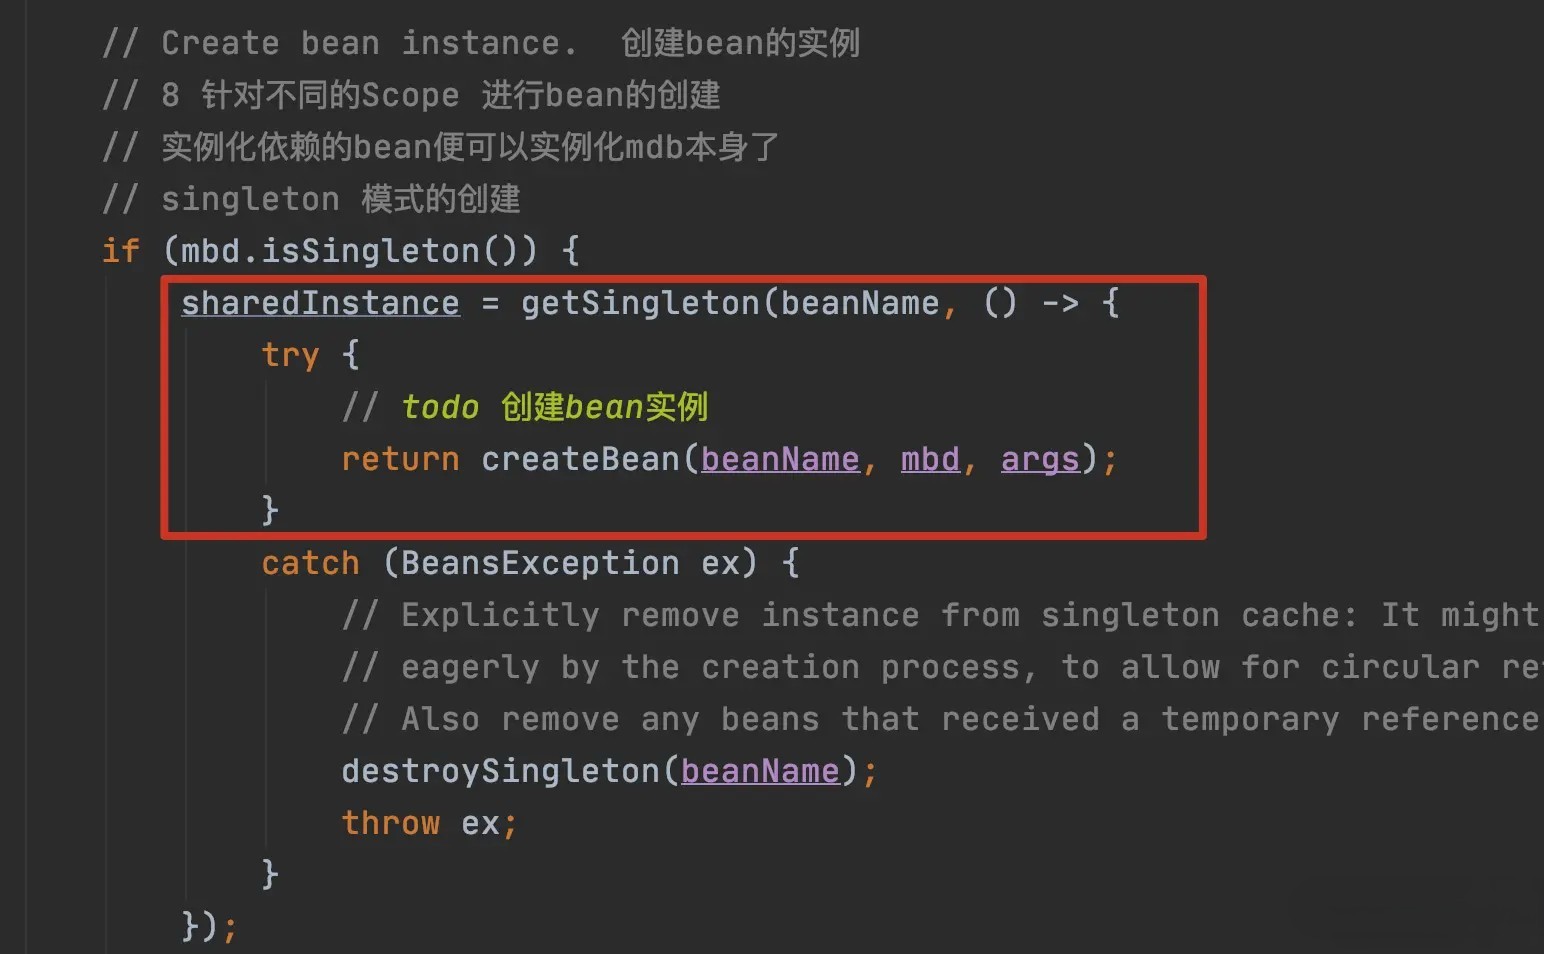 // Create bean instance.  创建bean的实例
// 8 针对不同的Scope 进行bean的创建
// 实例化依赖的bean便可以实例化mdb本身了
// singleton 模式的创建
if (mbd.isSingleton()) {
sharedInstance = getSingleton(beanName, () -> {
try {
// todo 创建bean实例
return createBean(beanName, mbd, args);
}
catch (BeansException ex) {
// Explicitly remove instance from singleton cache: It might
// eagerly by the creation process, to allow for circular
// Also remove any beans that received a temporary reference
destroySingleton(beanName);
throw ex;
}
});